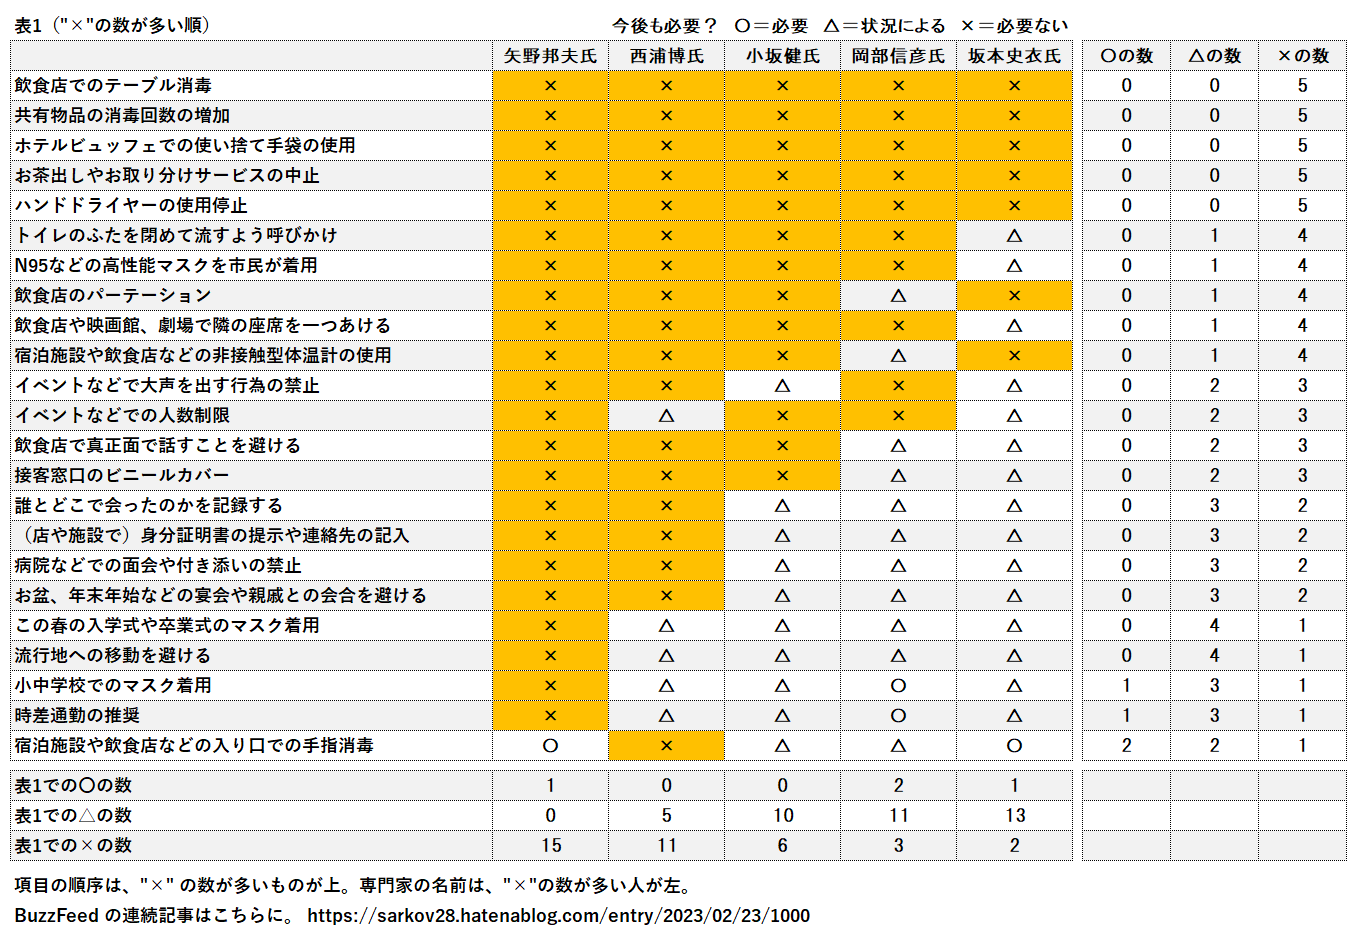 表1（"×"の数が多い順） 今後も必要？ 〇＝必要 △＝状況による ×＝必要ない
矢野邦夫氏 西浦博氏 小坂健氏 岡部信彦氏 坂本史衣氏 〇の数 △の数 ×の数
飲食店でのテーブル消毒 × × × × × 0 0 5
共有物品の消毒回数の増加 × × × × × 0 0 5
ホテルビュッフェでの使い捨て手袋の使用 × × × × × 0 0 5
お茶出しやお取り分けサービスの中止 × × × × × 0 0 5
ハンドドライヤーの使用停止 × × × × × 0 0 5
トイレのふたを閉めて流すよう呼びかけ × × × × △ 0 1 4
N95などの高性能マスクを市民が着用 × × × × △ 0 1 4
飲食店のパーテーション × × × △ × 0 1 4
飲食店や映画館、劇場で隣の座席を一つあける × × × × △ 0 1 4
宿泊施設や飲食店などの非接触型体温計の使用 × × × △ × 0 1 4
イベントなどで大声を出す行為の禁止 × × △ × △ 0 2 3
イベントなどでの人数制限 × △ × × △ 0 2 3
飲食店で真正面で話すことを避ける × × × △ △ 0 2 3
接客窓口のビニールカバー × × × △ △ 0 2 3
誰とどこで会ったのかを記録する × × △ △ △ 0 3 2
（店や施設で）身分証明書の提示や連絡先の記入 × × △ △ △ 0 3 2
病院などでの面会や付き添いの禁止 × × △ △ △ 0 3 2
お盆、年末年始などの宴会や親戚との会合を避ける × × △ △ △ 0 3 2
この春の入学式や卒業式のマスク着用 × △ △ △ △ 0 4 1
流行地への移動を避ける × △ △ △ △ 0 4 1
小中学校でのマスク着用 × △ △ 〇 △ 1 3 1
時差通勤の推奨 × △ △ 〇 △ 1 3 1
宿泊施設や飲食店などの入り口での手指消毒 〇 × △ △ 〇 2 2 1
表1での〇の数 1 0 0 2 1
表1での△の数 0 5 10 11 13
表1での×の数 15 11 6 3 2
項目の順序は、"×" の数が多いものが上。専門家の名前は、"×"の数が多い人が左。
BuzzFeed の連続記事はこちらに。 https://sarkov28.hatenablog.com/entry/2023/02/23/1000